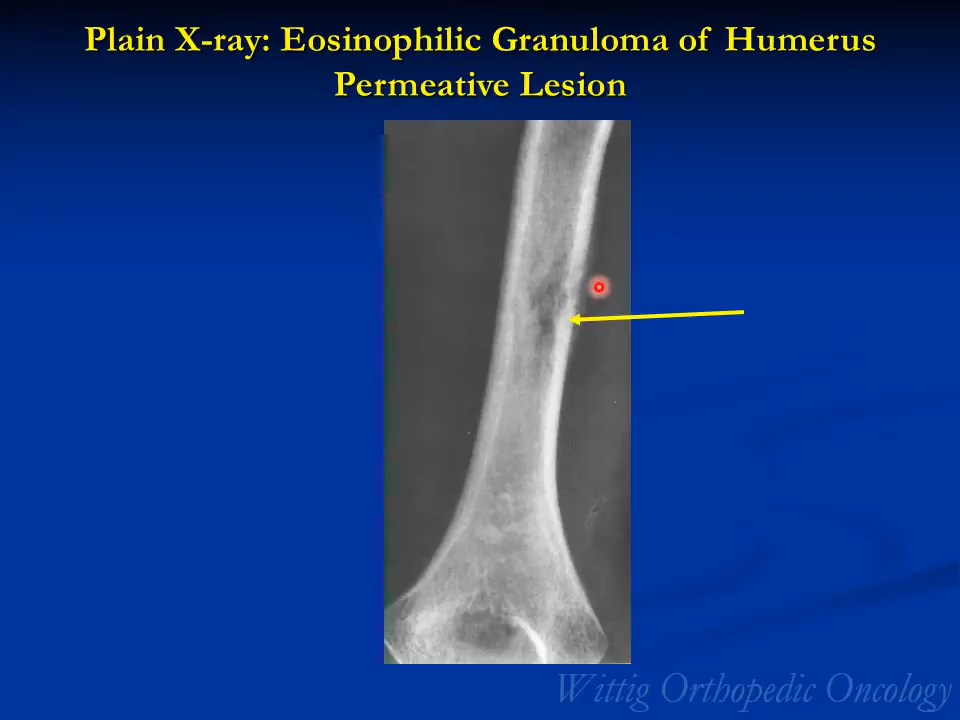 Plain X-ray: Eosinophilic Granuloma of Humerus
Permeative Lesion
Wittig Orthopedic Oncology